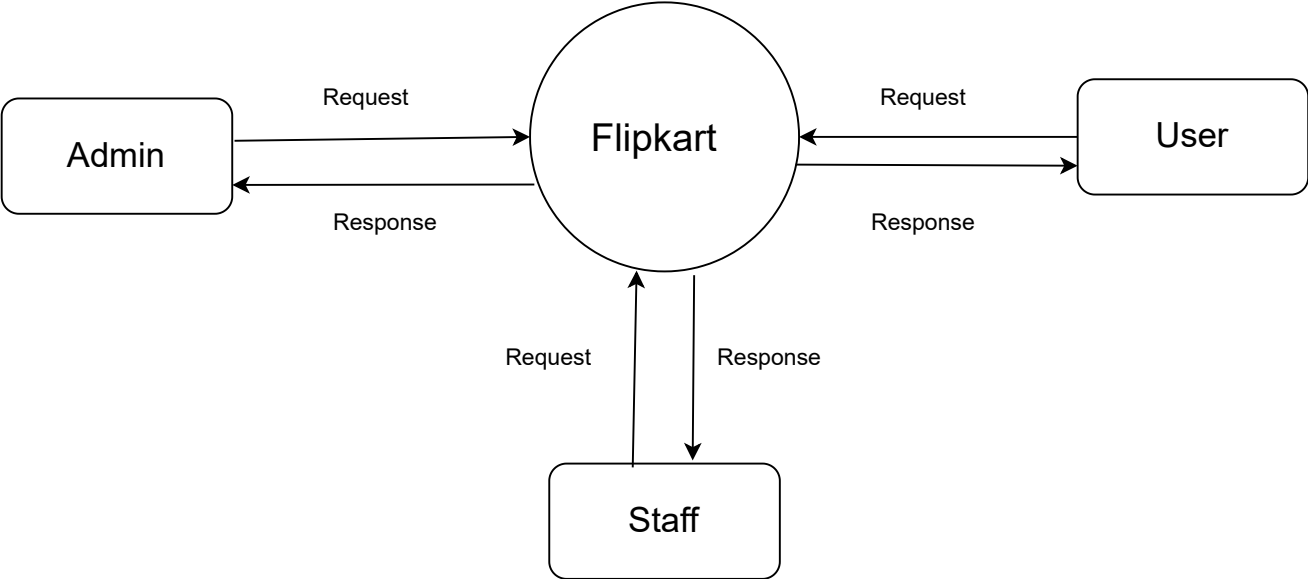 Request
Request
Flipkart
User
Admin
Response
Response
Request
Response
Staff